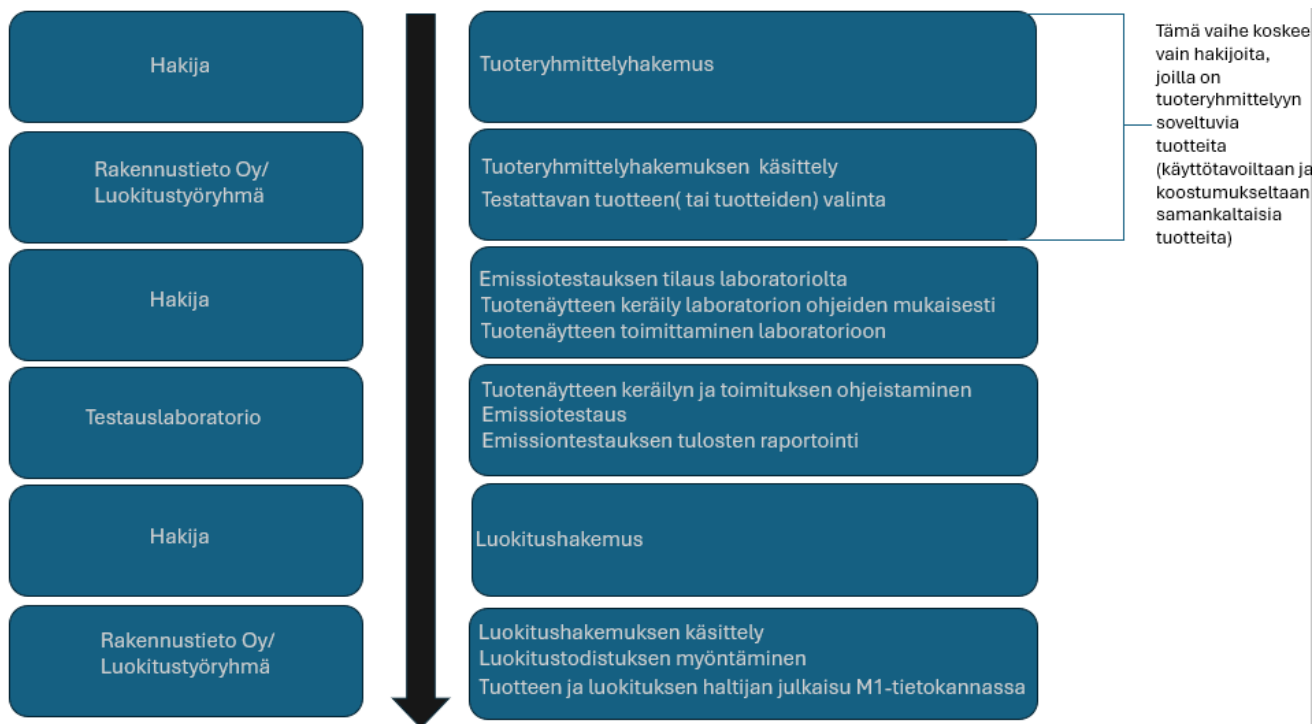 Hakija
Tuoteryhmittelyhakemus
Tämä vaihe koskee
vain hakijoita,
joilla on
tuoteryhmittelyyn
soveltuvia
tuotteita
(käyttötavoiltaan ja
koostumukseltaan
samankaltaisia
tuotteita)
Rakennustieto Oy/
Luokitustyöryhmä
Tuoteryhmittelyhakemuksen käsittely
Testattavan tuotteen( tai tuotteiden) valinta
Hakija
Emissiotestauksen tilaus laboratoriolta
Tuotenäytteen keräily laboratorion ohjeiden mukaisesti
Tuotenäytteen toimittaminen laboratorioon
Testauslaboratorio
Tuotenäytteen keräilyn ja toimituksen ohjeistaminen
Emissiotestaus
Emissiontestauksen tulosten raportointi
Hakija
Luokitushakemus
Rakennustieto Oy/
Luokitustyöryhmä
Luokitushakemuksen käsittely
Luokitustodistuksen myöntäminen
Tuotteen ja luokituksen haltijan julkaisu M1-tietokannassa